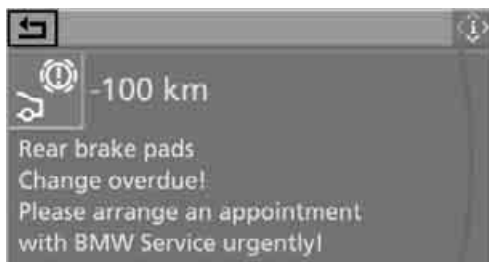 -100 km
Rear brake pads
Change overdue!
Please arrange an appointment
with BMW Service urgently!